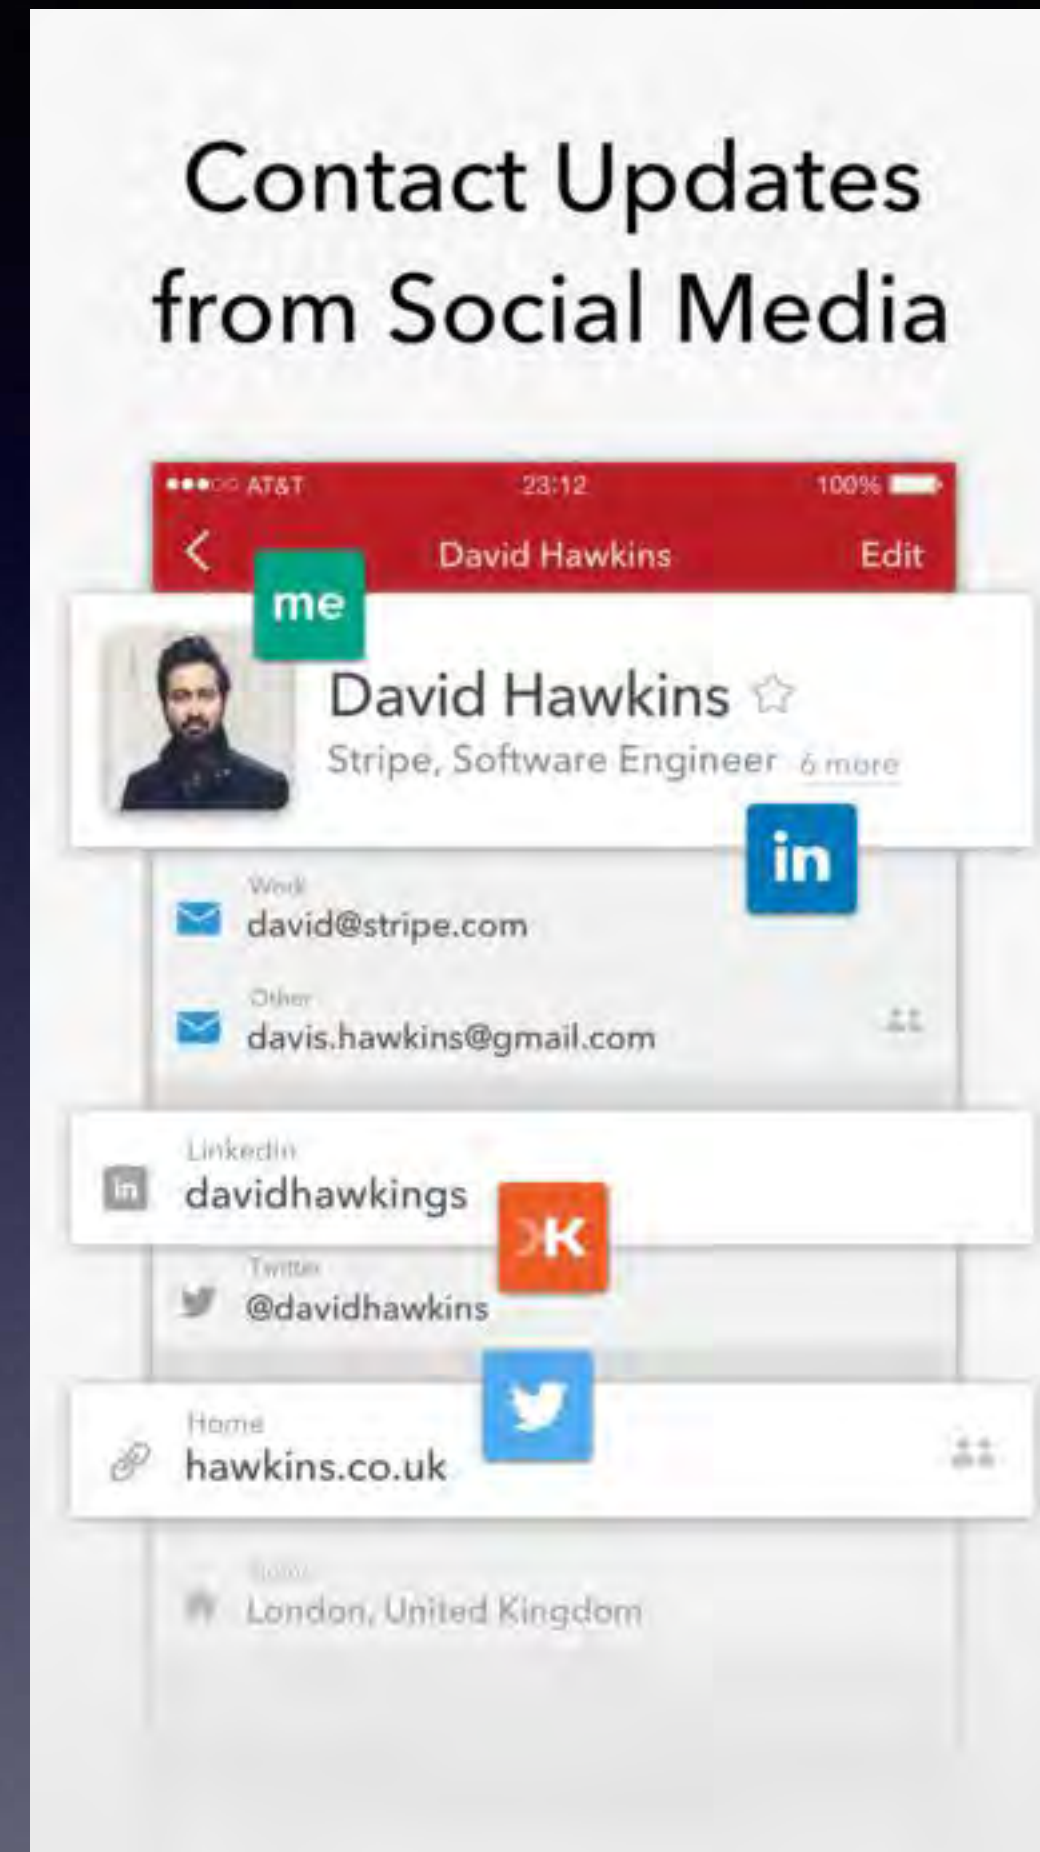 Contact Updates
from Social Media
AT&T 23:12 100%
David Hawkins Edit
me
David Hawkins
Stripe, Software Engineer 6 more
in
Work
david@stripe.com
Other
davis.hawkins@gmail.com
LinkedIn
in davidhawkings
K
Twitter
@davidhawkins
Home
hawkins.co.uk
Home
London, United Kingdom